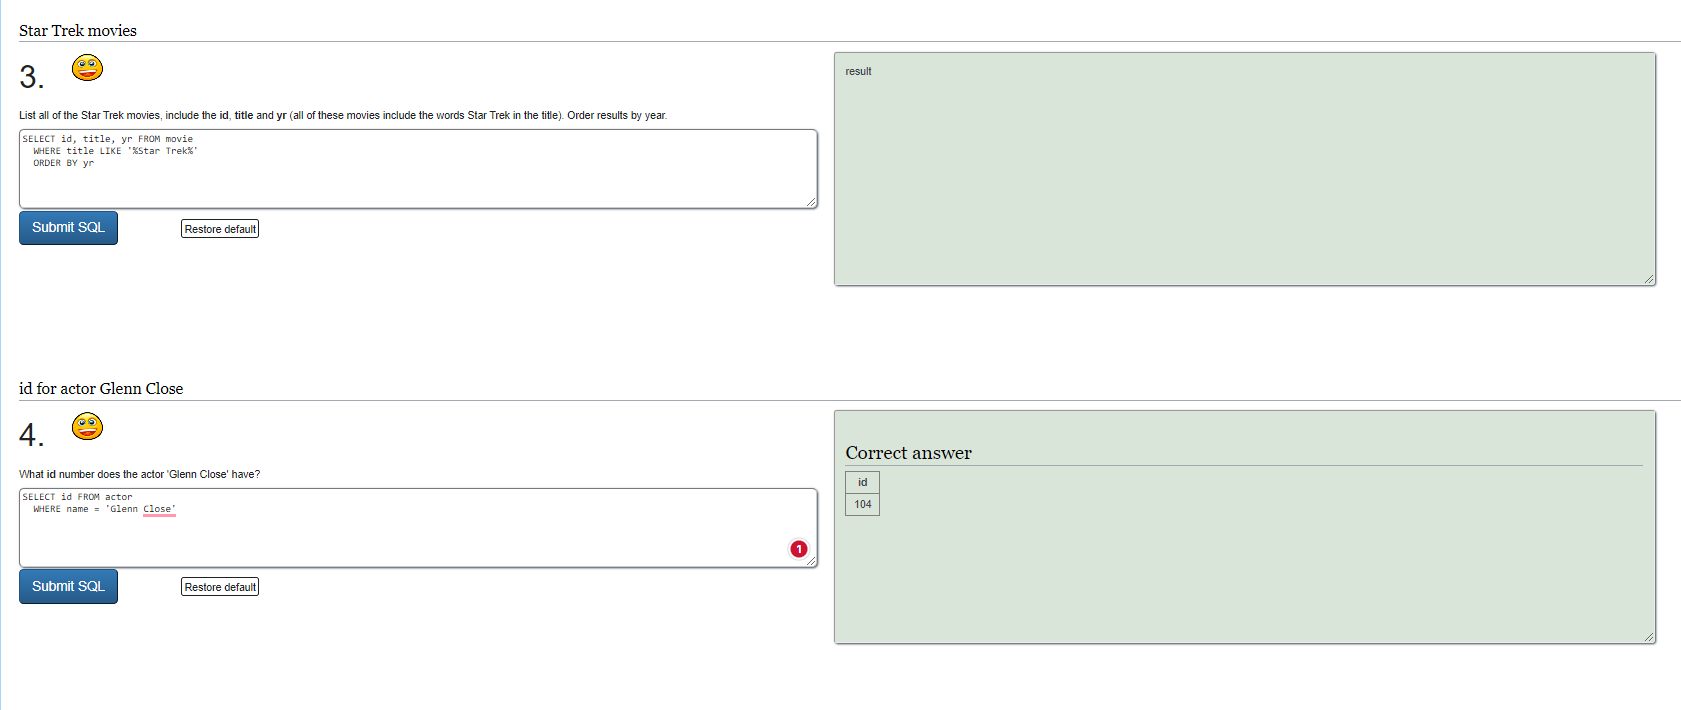 Star Trek movies
3.
List all of the Star Trek movies, include the id, title and yr (all of these movies include the words Star Trek in the title). Order results by year.
SELECT id, title, yr FROM movie
WHERE title LIKE '%Star Trek%'
ORDER BY yr
Submit SQL
Restore default
result
id for actor Glenn Close
4.
What id number does the actor 'Glenn Close' have?
SELECT id FROM actor
WHERE name = 'Glenn Close'
1
Submit SQL
Restore default
Correct answer
id
104